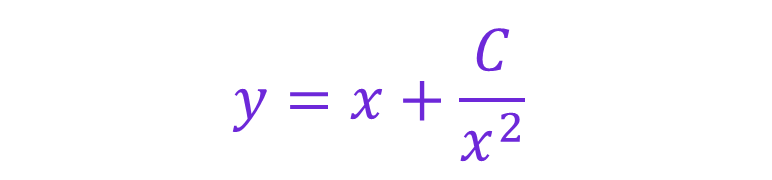 y = x + C/x²